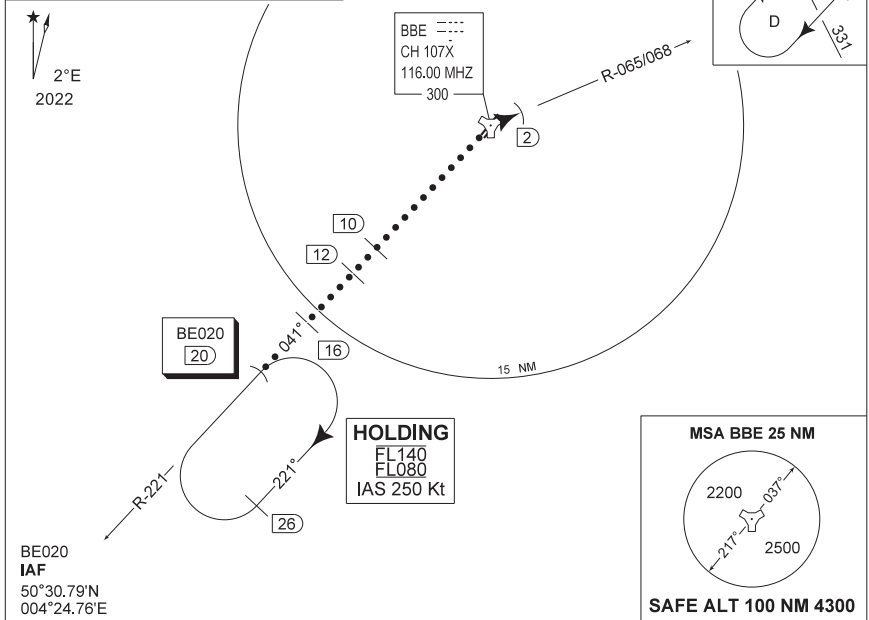 2°E
2022
BBE
CH 107X
116.00 MHZ
300
R-065/068
D
331
2
10
12
BE020
20
041°
16
15 NM
HOLDING
FL140
FL080
IAS 250 Kt
221°
R-221
26
BE020
IAF
50°30.79'N
004°24.76'E
MSA BBE 25 NM
2200
037°
217°
2500
SAFE ALT 100 NM 4300